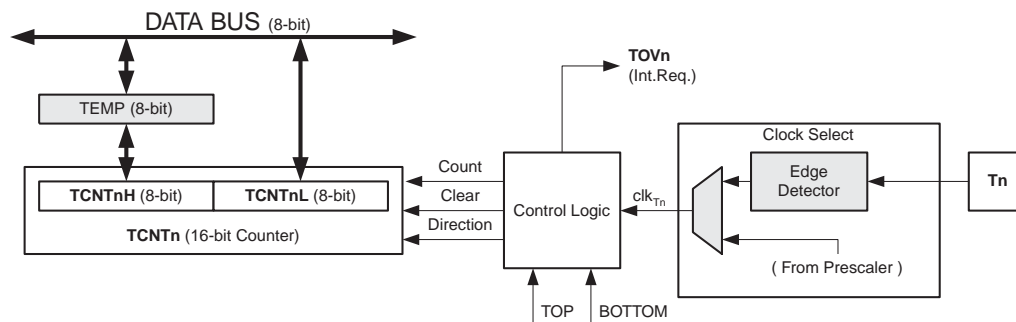 DATA BUS (8-bit)
TEMP (8-bit)
TCNTnH (8-bit)
TCNTnL (8-bit)
TCNTn (16-bit Counter)
Count
Clear
Direction
Control Logic
TOVn
(Int.Req.)
TOP
BOTTOM
clkTn
Clock Select
Edge
Detector
( From Prescaler )
Tn